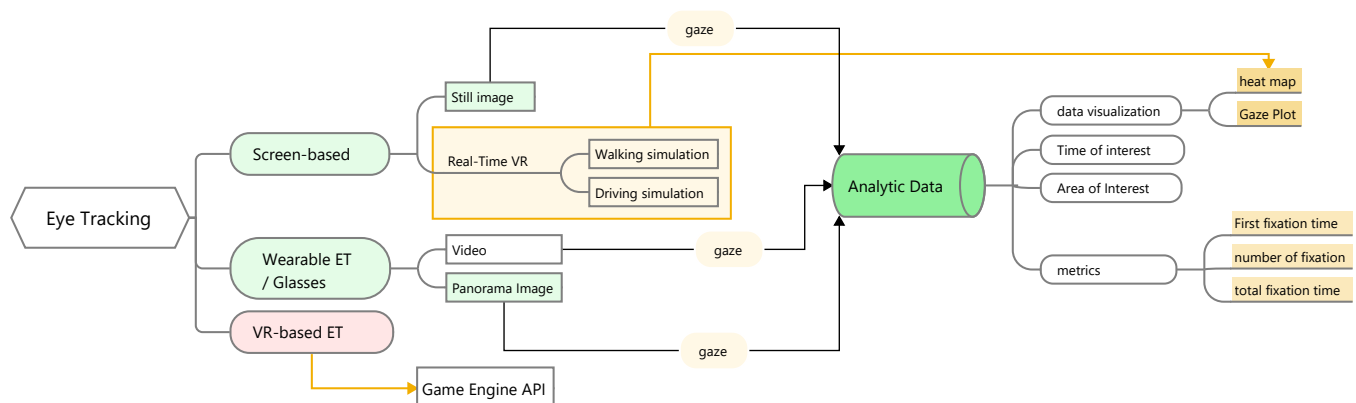 gaze
heat map
Still image
Gaze Plot
data visualization
Screen-based
Real-Time VR
Walking simulation
Driving simulation
Time of interest
Analytic Data
Area of Interest
Eye Tracking
First fixation time
Video
gaze
number of fixation
Wearable ET
/ Glasses
metrics
Panorama Image
total fixation time
VR-based ET
gaze
Game Engine API